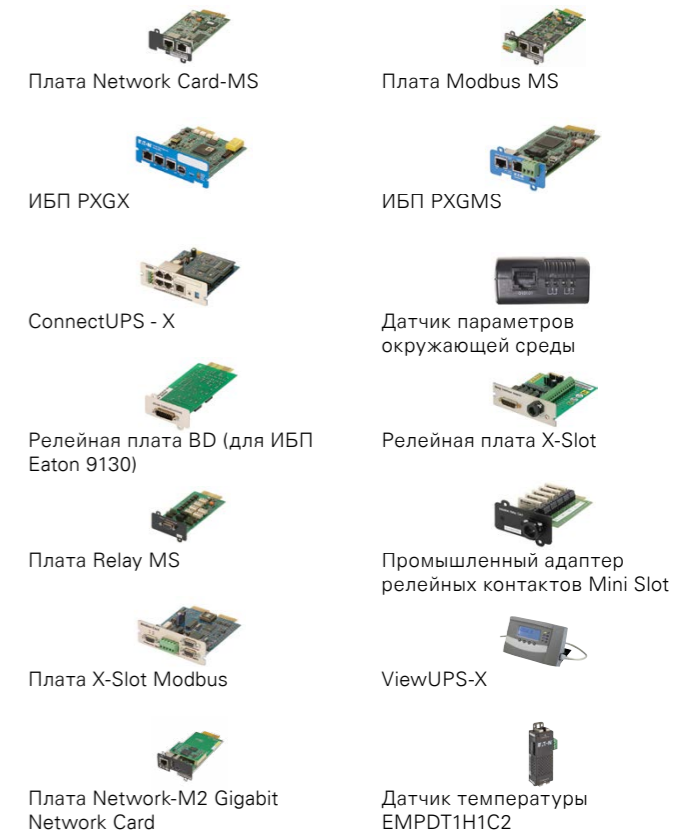 Плата Network Card-MS
Плата Modbus MS
ИБП PXGX
ИБП PXGMS
ConnectUPS - X
Датчик параметров
окружающей среды
Релейная плата BD (для ИБП
Eaton 9130)
Релейная плата X-Slot
Плата Relay MS
Промышленный адаптер
релейных контактов Mini Slot
Плата X-Slot Modbus
ViewUPS-X
Плата Network-M2 Gigabit
Network Card
Датчик температуры
EMPDT1H1C2